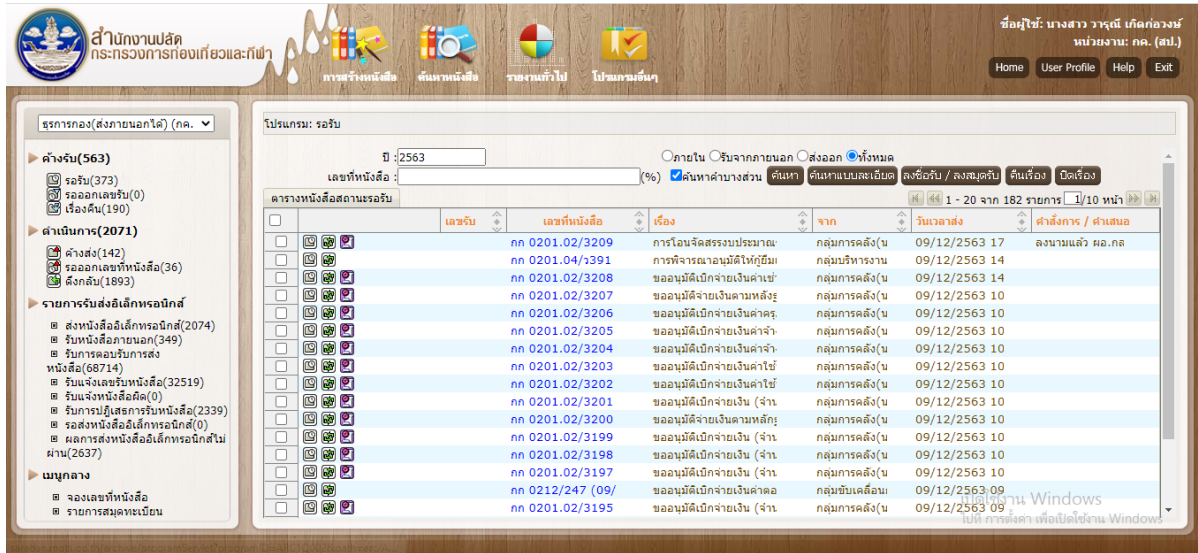 สำนักงานปลัด
กระทรวงการท่องเที่ยวและกีฬา
การสร้างหนังสือ ค้นหาหนังสือ รายงานทั่วไป โปรแกรมอื่นๆ
ชื่อผู้ใช้: นางสาว วารุณี เกิดก่อวงษ์
หน่วยงาน: กค. (สป.)
Home User Profile Help Exit
ธุรการกอง(ส่งภายนอกได้) (กค.
ค้างรับ(563)
รอรับ(373)
รอออกเลขรับ(0)
เรื่องคืน(190)
ดำเนินการ(2071)
ค้างส่ง(142)
รอออกเลขที่หนังสือ(36)
ดึงกลับ(1893)
รายการรับส่งอิเล็กทรอนิกส์
ส่งหนังสืออิเล็กทรอนิกส์(2074)
รับหนังสือภายนอก(349)
รับการตอบรับการส่ง
หนังสือ(68714)
รับแจ้งเลขรับหนังสือ(32519)
รับแจ้งหนังสือผิด(0)
รับการปฏิเสธการรับหนังสือ(2339)
รอส่งหนังสืออิเล็กทรอนิกส์(0)
ผลการส่งหนังสืออิเล็กทรอนิกส์ไม่
ผ่าน(2637)
เมนูกลาง
จองเลขที่หนังสือ
รายการสมุดทะเบียน
โปรแกรม: รอรับ
ปี : 2563 ภายใน รับจากภายนอก ส่งออก ทั้งหมด
เลขที่หนังสือ : (%) ค้นหาคำบางส่วน ค้นหา ค้นหาแบบละเอียด ลงชื่อรับ / ลงสมุดรับ คืนเรื่อง ปิดเรื่อง
ตารางหนังสือสถานะรอรับ 1 - 20 จาก 182 รายการ 1/10 หน้า
เลขรับ เลขที่หนังสือ เรื่อง จาก วันเวลาส่ง คำสั่งการ / คำเสนอ
กก 0201.02/3209 การโอนจัดสรรงบประมาณ กลุ่มการคลัง(น 09/12/2563 17 ลงนามแล้ว ผอ.กล
กก 0201.04/ว391 การพิจารณาอนุมัติให้กู้ยืมเ กลุ่มบริหารงาน 09/12/2563 14
กก 0201.02/3208 ขออนุมัติเบิกจ่ายเงินค่าเช่ กลุ่มการคลัง(น 09/12/2563 14
กก 0201.02/3207 ขออนุมัติจ่ายเงินตามหลักฐ กลุ่มการคลัง(น 09/12/2563 10
กก 0201.02/3206 ขออนุมัติเบิกจ่ายเงินค่าครุ กลุ่มการคลัง(น 09/12/2563 10
กก 0201.02/3205 ขออนุมัติเบิกจ่ายเงินค่าจ้า กลุ่มการคลัง(น 09/12/2563 10
กก 0201.02/3204 ขออนุมัติเบิกจ่ายเงินค่าจ้า กลุ่มการคลัง(น 09/12/2563 10
กก 0201.02/3203 ขออนุมัติเบิกจ่ายเงินค่าใช้ กลุ่มการคลัง(น 09/12/2563 10
กก 0201.02/3202 ขออนุมัติเบิกจ่ายเงินค่าใช้ กลุ่มการคลัง(น 09/12/2563 10
กก 0201.02/3201 ขออนุมัติเบิกจ่ายเงิน (จำน กลุ่มการคลัง(น 09/12/2563 10
กก 0201.02/3200 ขออนุมัติจ่ายเงินตามหลักฐ กลุ่มการคลัง(น 09/12/2563 10
กก 0201.02/3199 ขออนุมัติเบิกจ่ายเงิน (จำน กลุ่มการคลัง(น 09/12/2563 10
กก 0201.02/3198 ขออนุมัติเบิกจ่ายเงิน (จำน กลุ่มการคลัง(น 09/12/2563 10
กก 0201.02/3197 ขออนุมัติเบิกจ่ายเงิน (จำน กลุ่มการคลัง(น 09/12/2563 10
กก 0212/247 (09/ ขออนุมัติเบิกจ่ายเงินค่าตอ กลุ่มขับเคลื่อนเ 09/12/2563 09
กก 0201.02/3195 ขออนุมัติเบิกจ่ายเงิน (จำน กลุ่มการคลัง(น 09/12/2563 09
เปิดใช้งาน Windows
ไปที่ การตั้งค่า เพื่อเปิดใช้งาน Windows